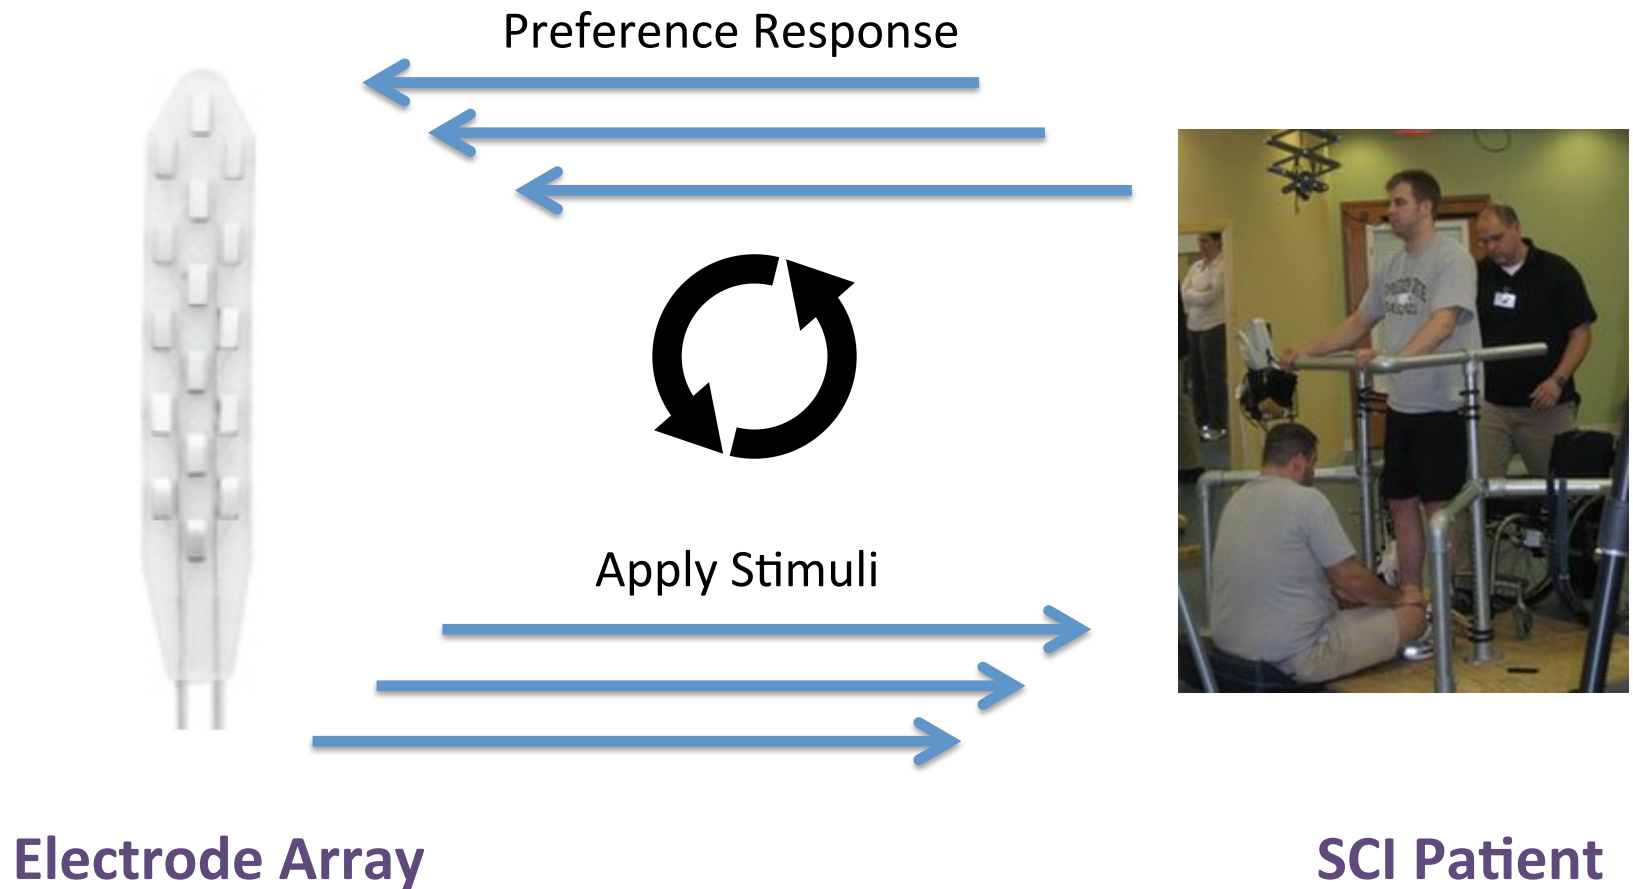 Preference Response
Apply Stimuli
Electrode Array
SCI Patient